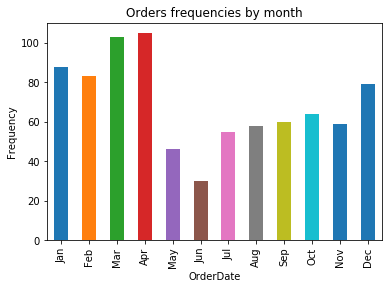 Orders frequencies by month
Frequency
100
80
60
40
20
0
Jan
Feb
Mar
Apr
May
Jun
Jul
Aug
Sep
Oct
Nov
Dec
OrderDate